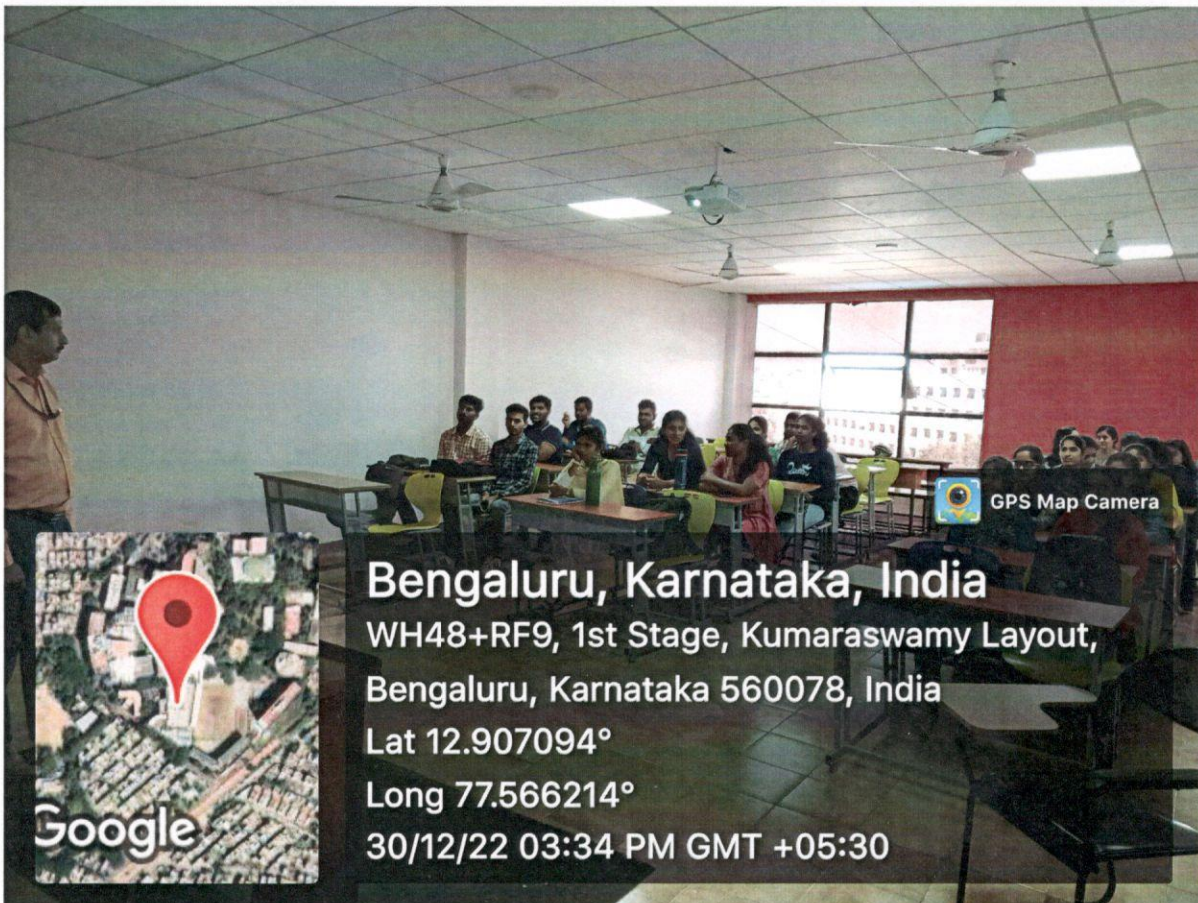 GPS Map Camera
Bengaluru, Karnataka, India
WH48+RF9, 1st Stage, Kumaraswamy Layout,
Bengaluru, Karnataka 560078, India
Lat 12.907094°
Long 77.566214°
30/12/22 03:34 PM GMT +05:30
Google